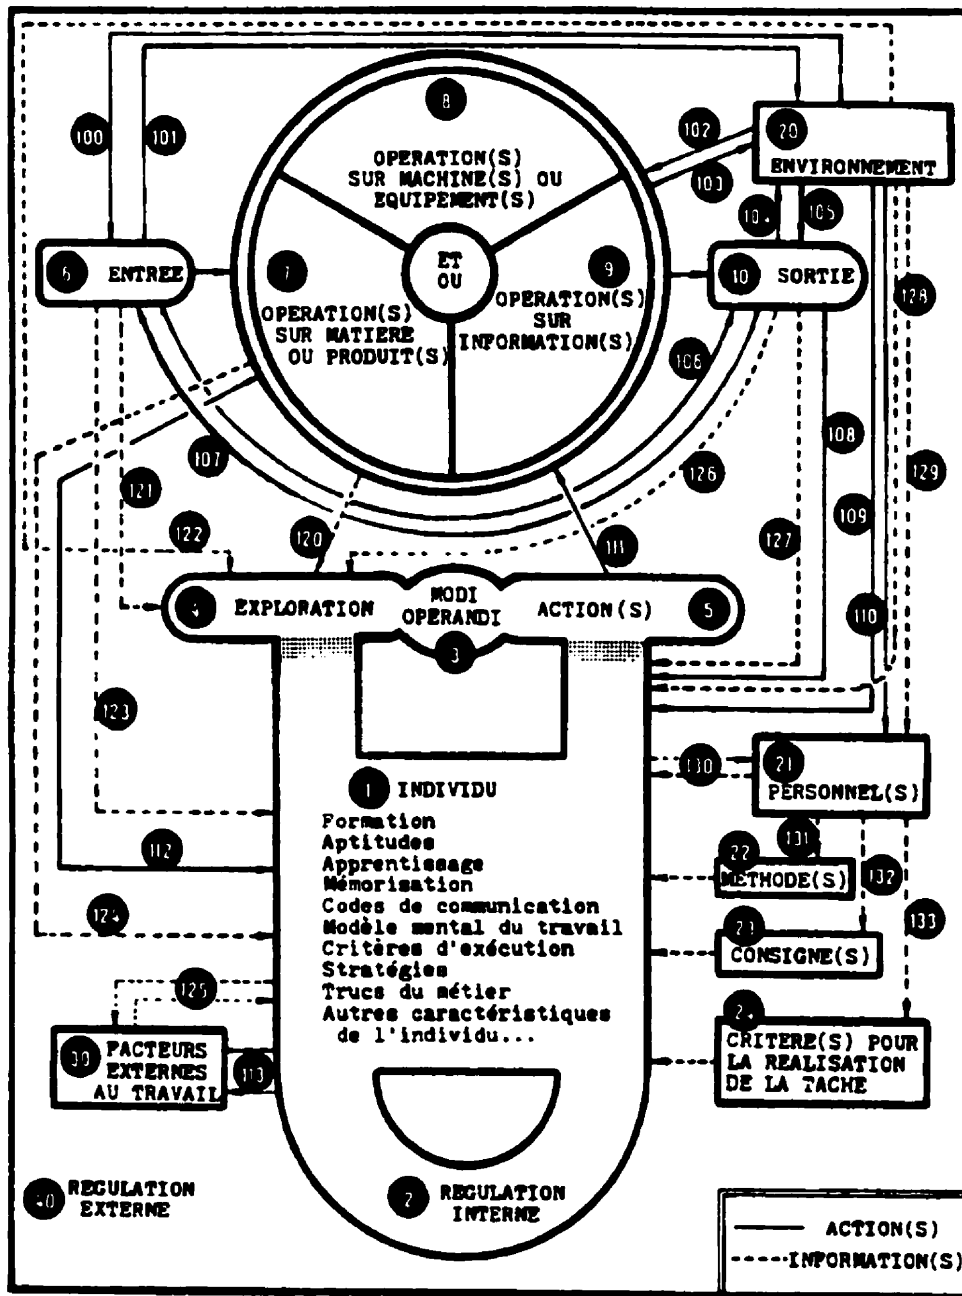 100
101
8
OPERATION(S)
SUR MACHINE(S) OU
EQUIPEMENT(S)
102
103
20
ENVIRONNEMENT
104
105
6
ENTREE
7
ET
OU
9
10
SORTIE
128
OPERATION(S)
SUR MATIERE
OU PRODUIT(S)
OPERATION(S)
SUR
INFORMATION(S)
106
107
108
121
126
129
122
120
111
127
109
4
EXPLORATION
MODI
OPERANDI
ACTION(S)
5
3
110
123
130
21
PERSONNEL(S)
1
INDIVIDU
Formation
Aptitudes
Apprentissage
Mémorisation
Codes de communication
Modèle mental du travail
Critères d'exécution
Stratégies
Trucs du métier
Autres caractéristiques
de l'individu...
112
131
22
METHODE(S)
132
124
133
23
CONSIGNE(S)
125
24
CRITERE(S) POUR
LA REALISATION
DE LA TACHE
30
FACTEURS
EXTERNES
AU TRAVAIL
113
40
REGULATION
EXTERNE
2
REGULATION
INTERNE
ACTION(S)
INFORMATION(S)